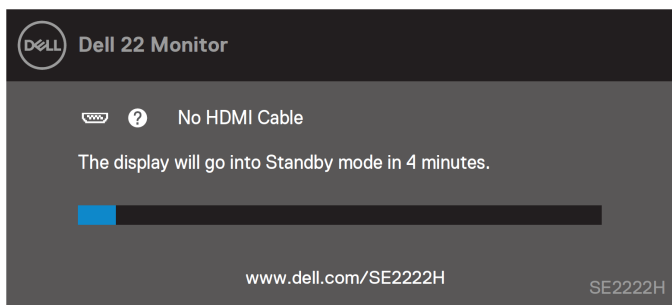 DELL
Dell 22 Monitor
No HDMI Cable
The display will go into Standby mode in 4 minutes.
www.dell.com/SE2222H
SE2222H